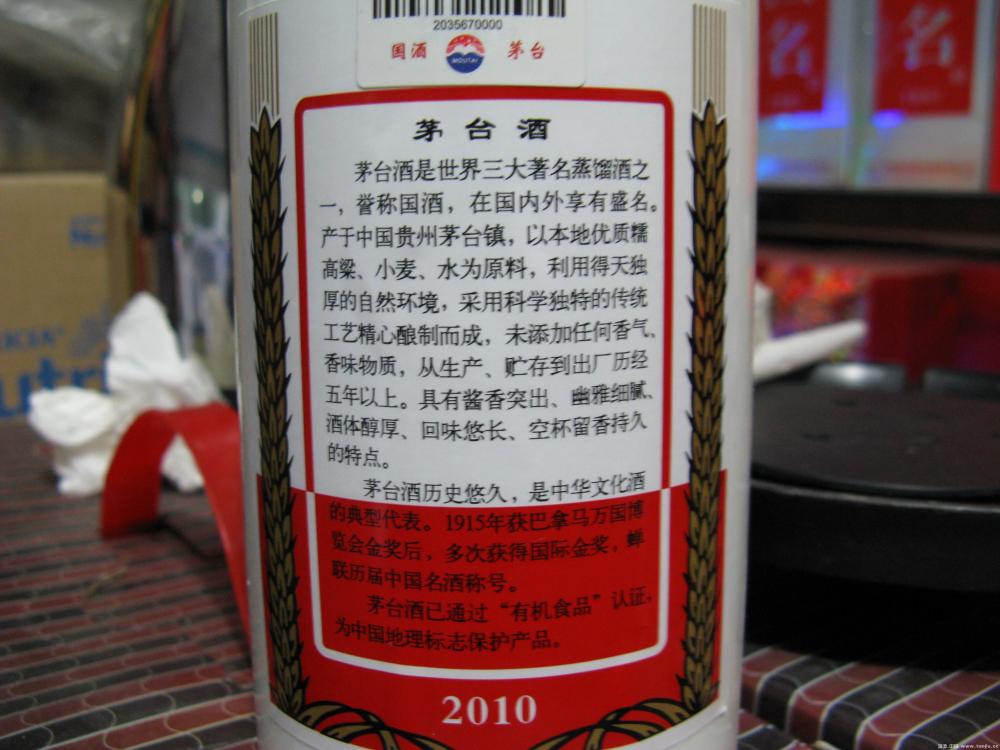 2035670000
国酒 MOUTAI 茅台
茅台酒
茅台酒是世界三大著名蒸馏酒之
一，誉称国酒，在国内外享有盛名。
产于中国贵州茅台镇，以本地优质糯
高粱、小麦、水为原料，利用得天独
厚的自然环境，采用科学独特的传统
工艺精心酿制而成，未添加任何香气、
香味物质，从生产、贮存到出厂历经
五年以上。具有酱香突出、幽雅细腻、
酒体醇厚、回味悠长、空杯留香持久
的特点。
茅台酒历史悠久，是中华文化酒
的典型代表。1915年获巴拿马万国博
览会金奖后，多次获得国际金奖，蝉
联历届中国名酒称号。
茅台酒已通过“有机食品”认证，
为中国地理标志保护产品。
2010
名
名